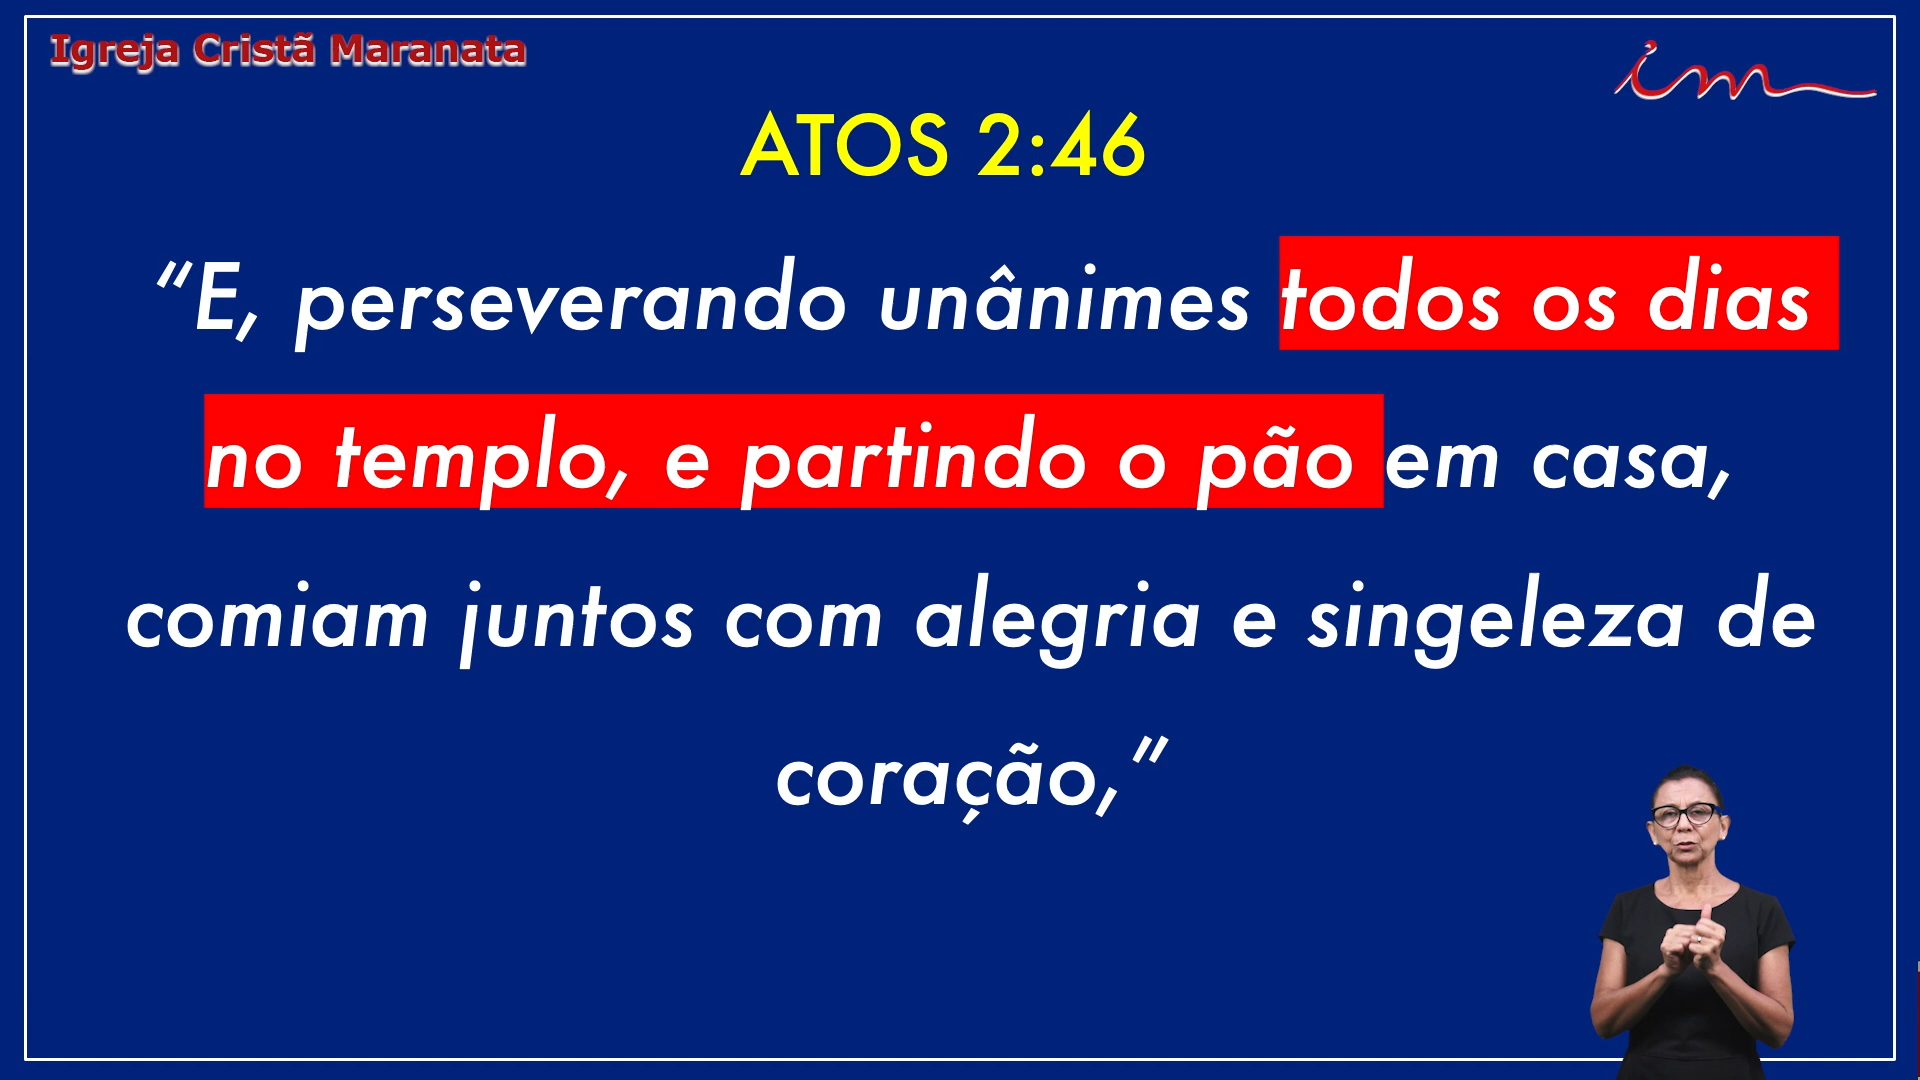 Igreja Cristã Maranata
im
ATOS 2:46
“E, perseverando unânimes todos os dias
no templo, e partindo o pão em casa,
comiam juntos com alegria e singeleza de
coração,”